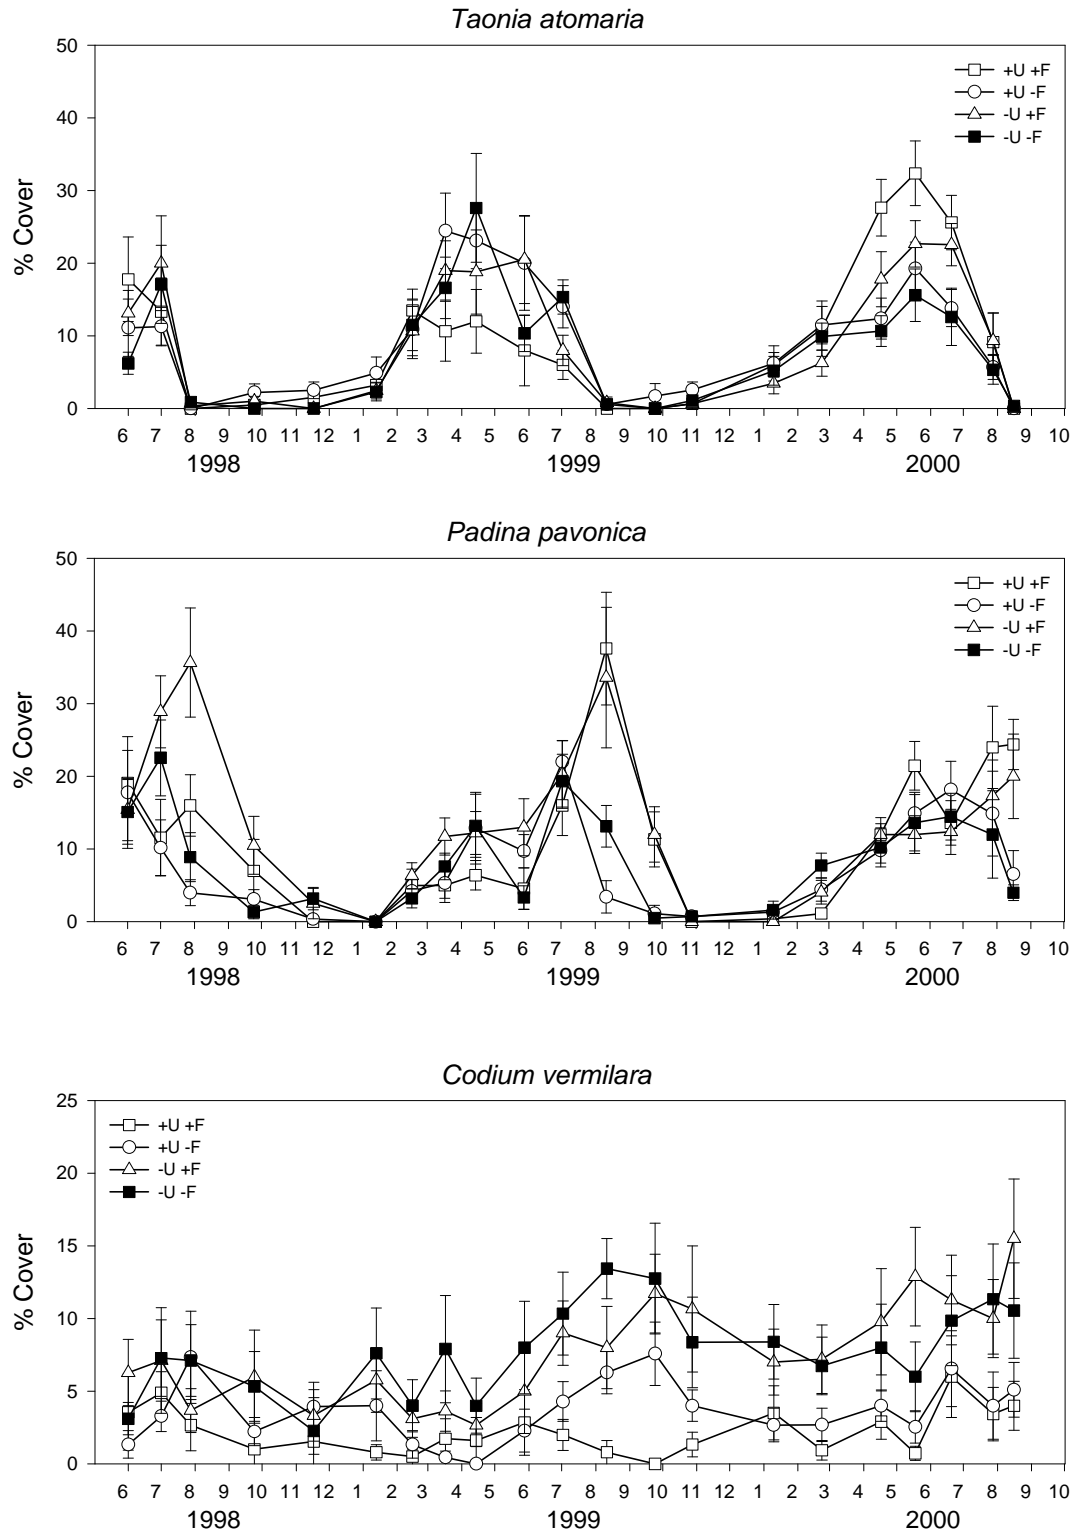 Taonia atomaria
50
40
30
20
10
0
% Cover
+U +F
+U -F
-U +F
-U -F
6 7 8 9 10 11 12 1 2 3 4 5 6 7 8 9 10 11 1 2 3 4 5 6 7 8 9 10
1998 1999 2000
Padina pavonica
50
40
30
20
10
0
% Cover
+U +F
+U -F
-U +F
-U -F
6 7 8 9 10 11 12 1 2 3 4 5 6 7 8 9 10 11 12 1 2 3 4 5 6 7 8 9 10
1998 1999 2000
Codium vermilara
25
20
15
10
5
0
% Cover
+U +F
+U -F
-U +F
-U -F
6 7 8 9 10 11 12 1 2 3 4 5 6 7 8 9 10 11 12 1 2 3 4 5 6 7 8 9 10
1998 1999 2000